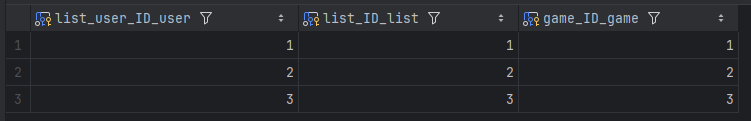 list_user_ID_user list_ID_list game_ID_game
1 1 1 1
2 2 2 2
3 3 3 3